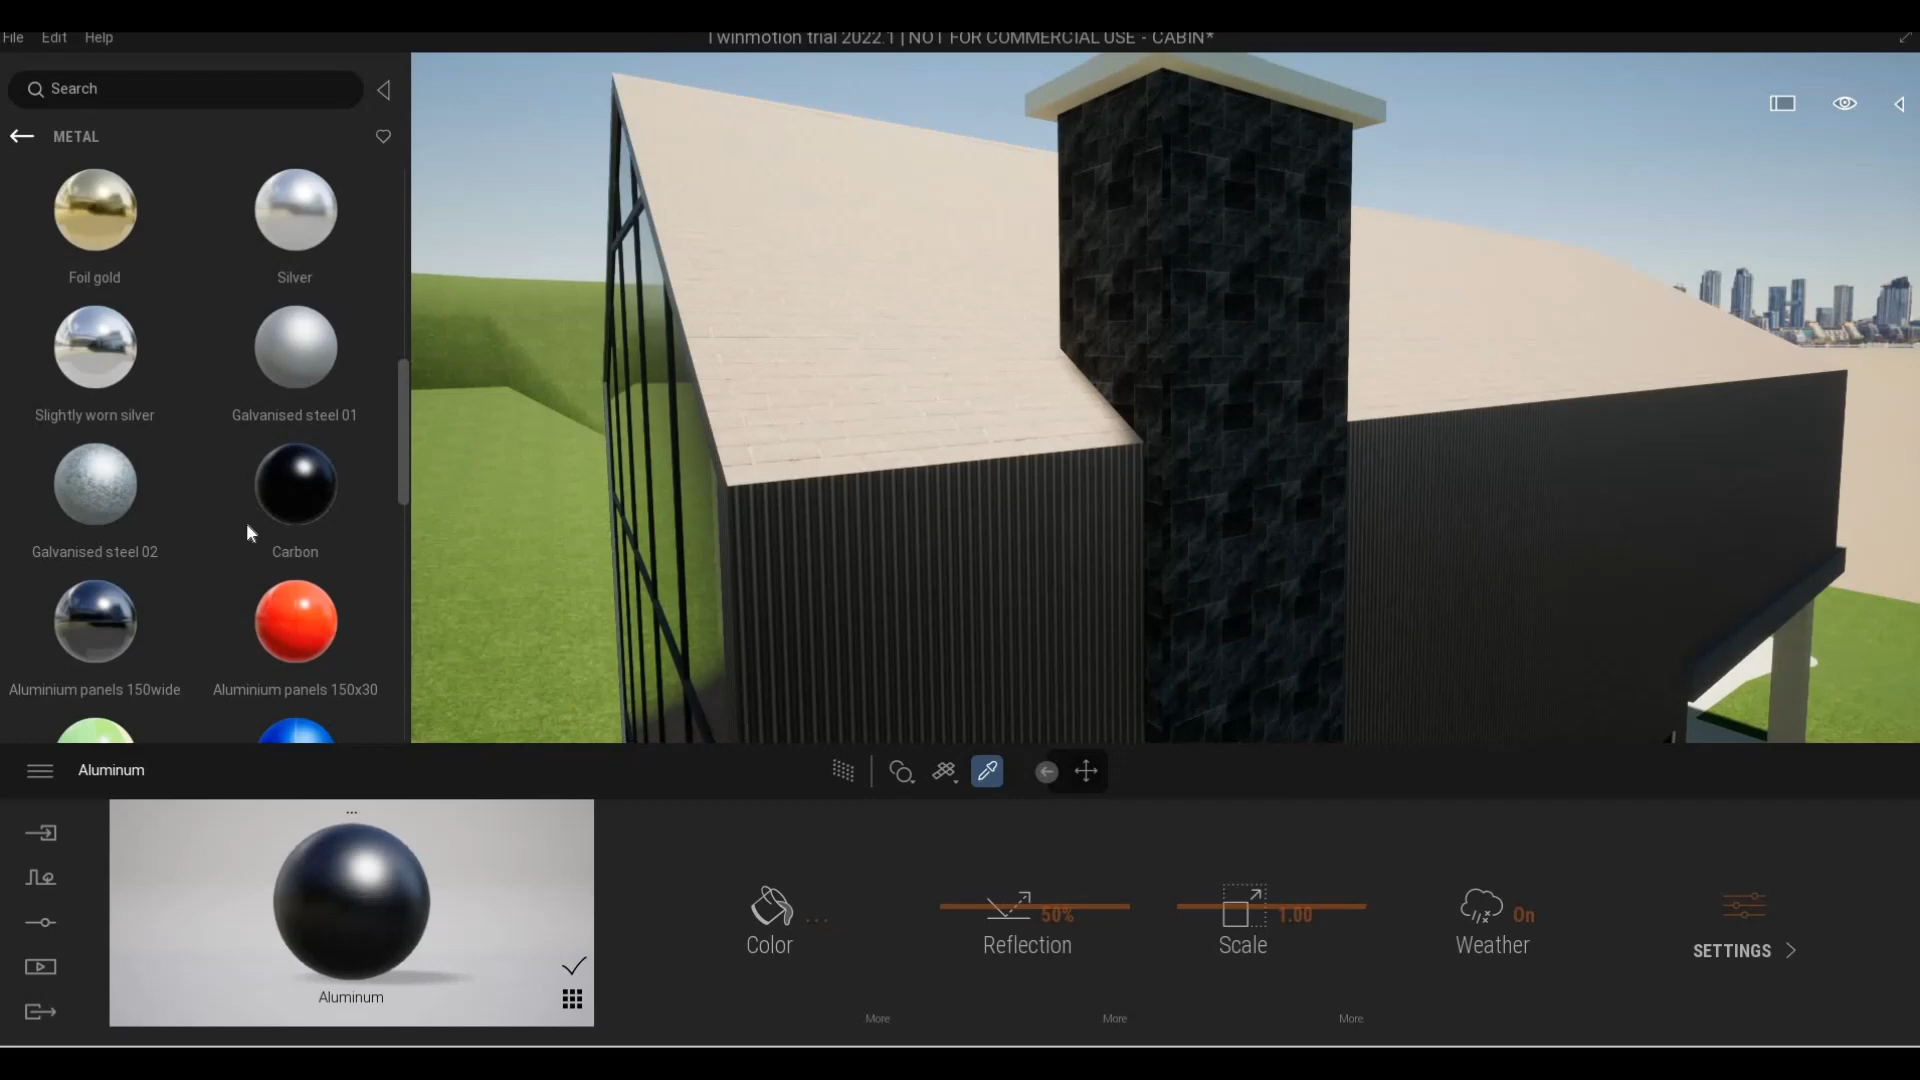 File Edit Help
Twinmotion trial 2022.1 | NOT FOR COMMERCIAL USE - CABIN*
Search
METAL
Foil gold
Silver
Slightly worn silver
Galvanised steel 01
Galvanised steel 02
Carbon
Aluminium panels 150wide
Aluminium panels 150x30
Aluminum
...
Aluminum
...
Color
50%
Reflection
1.00
Scale
On
Weather
SETTINGS
More
More
More